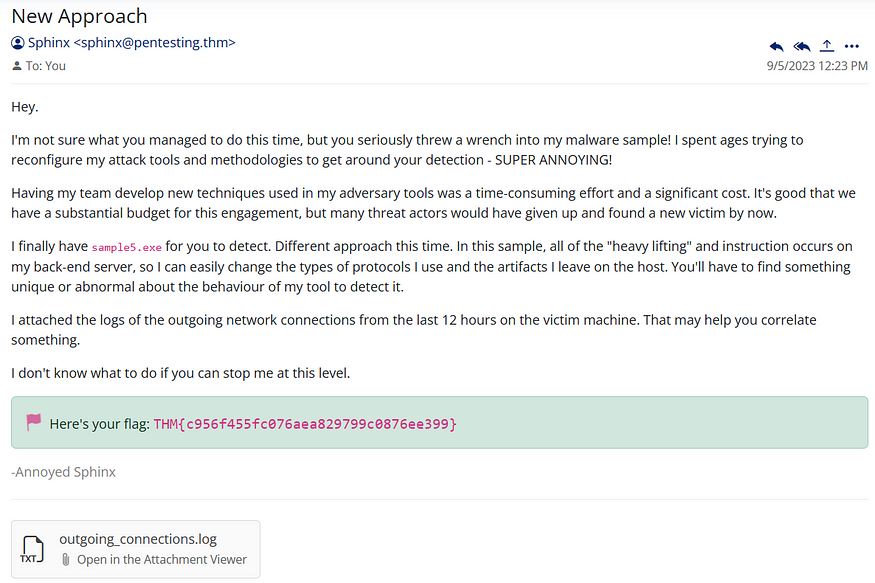 New Approach
Sphinx <sphinx@pentesting.thm>
To: You
9/5/2023 12:23 PM
Hey.
I'm not sure what you managed to do this time, but you seriously threw a wrench into my malware sample! I spent ages trying to
reconfigure my attack tools and methodologies to get around your detection - SUPER ANNOYING!
Having my team develop new techniques used in my adversary tools was a time-consuming effort and a significant cost. It's good that we
have a substantial budget for this engagement, but many threat actors would have given up and found a new victim by now.
I finally have sample5.exe for you to detect. Different approach this time. In this sample, all of the "heavy lifting" and instruction occurs on
my back-end server, so I can easily change the types of protocols I use and the artifacts I leave on the host. You'll have to find something
unique or abnormal about the behaviour of my tool to detect it.
I attached the logs of the outgoing network connections from the last 12 hours on the victim machine. That may help you correlate
something.
I don't know what to do if you can stop me at this level.
Here's your flag: THM{c956f455fc076aea829799c0876ee399}
-Annoyed Sphinx
TXT
outgoing_connections.log
Open in the Attachment Viewer